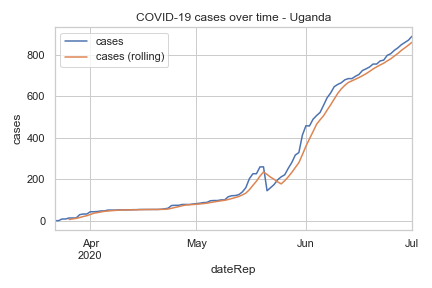 COVID-19 cases over time - Uganda
cases
cases (rolling)
800
600
400
200
0
cases
Apr
2020
May
Jun
Jul
dateRep